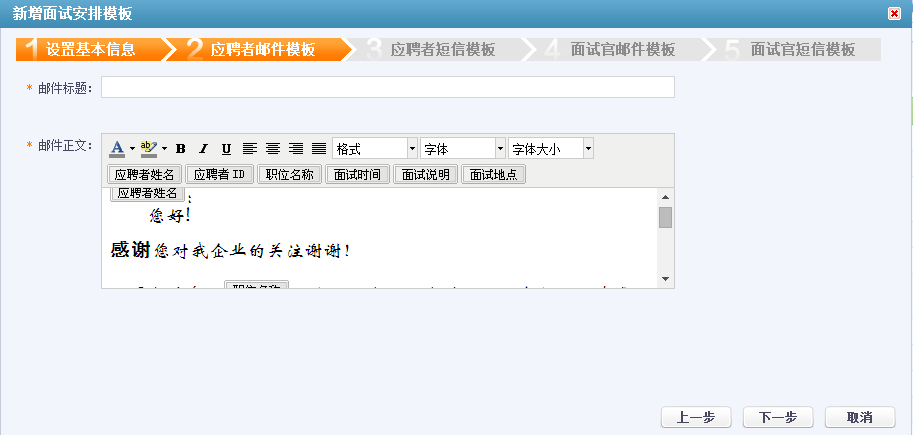 新增面试安排模板
1 设置基本信息 2 应聘者邮件模板 3 应聘者短信模板 4 面试官邮件模板 5 面试官短信模板
* 邮件标题:
* 邮件正文: A ab B I U 格式 字体 字体大小
应聘者姓名 应聘者ID 职位名称 面试时间 面试说明 面试地点
应聘者姓名 :
您好!
感谢您对我企业的关注谢谢!
职位名称
上一步 下一步 取消